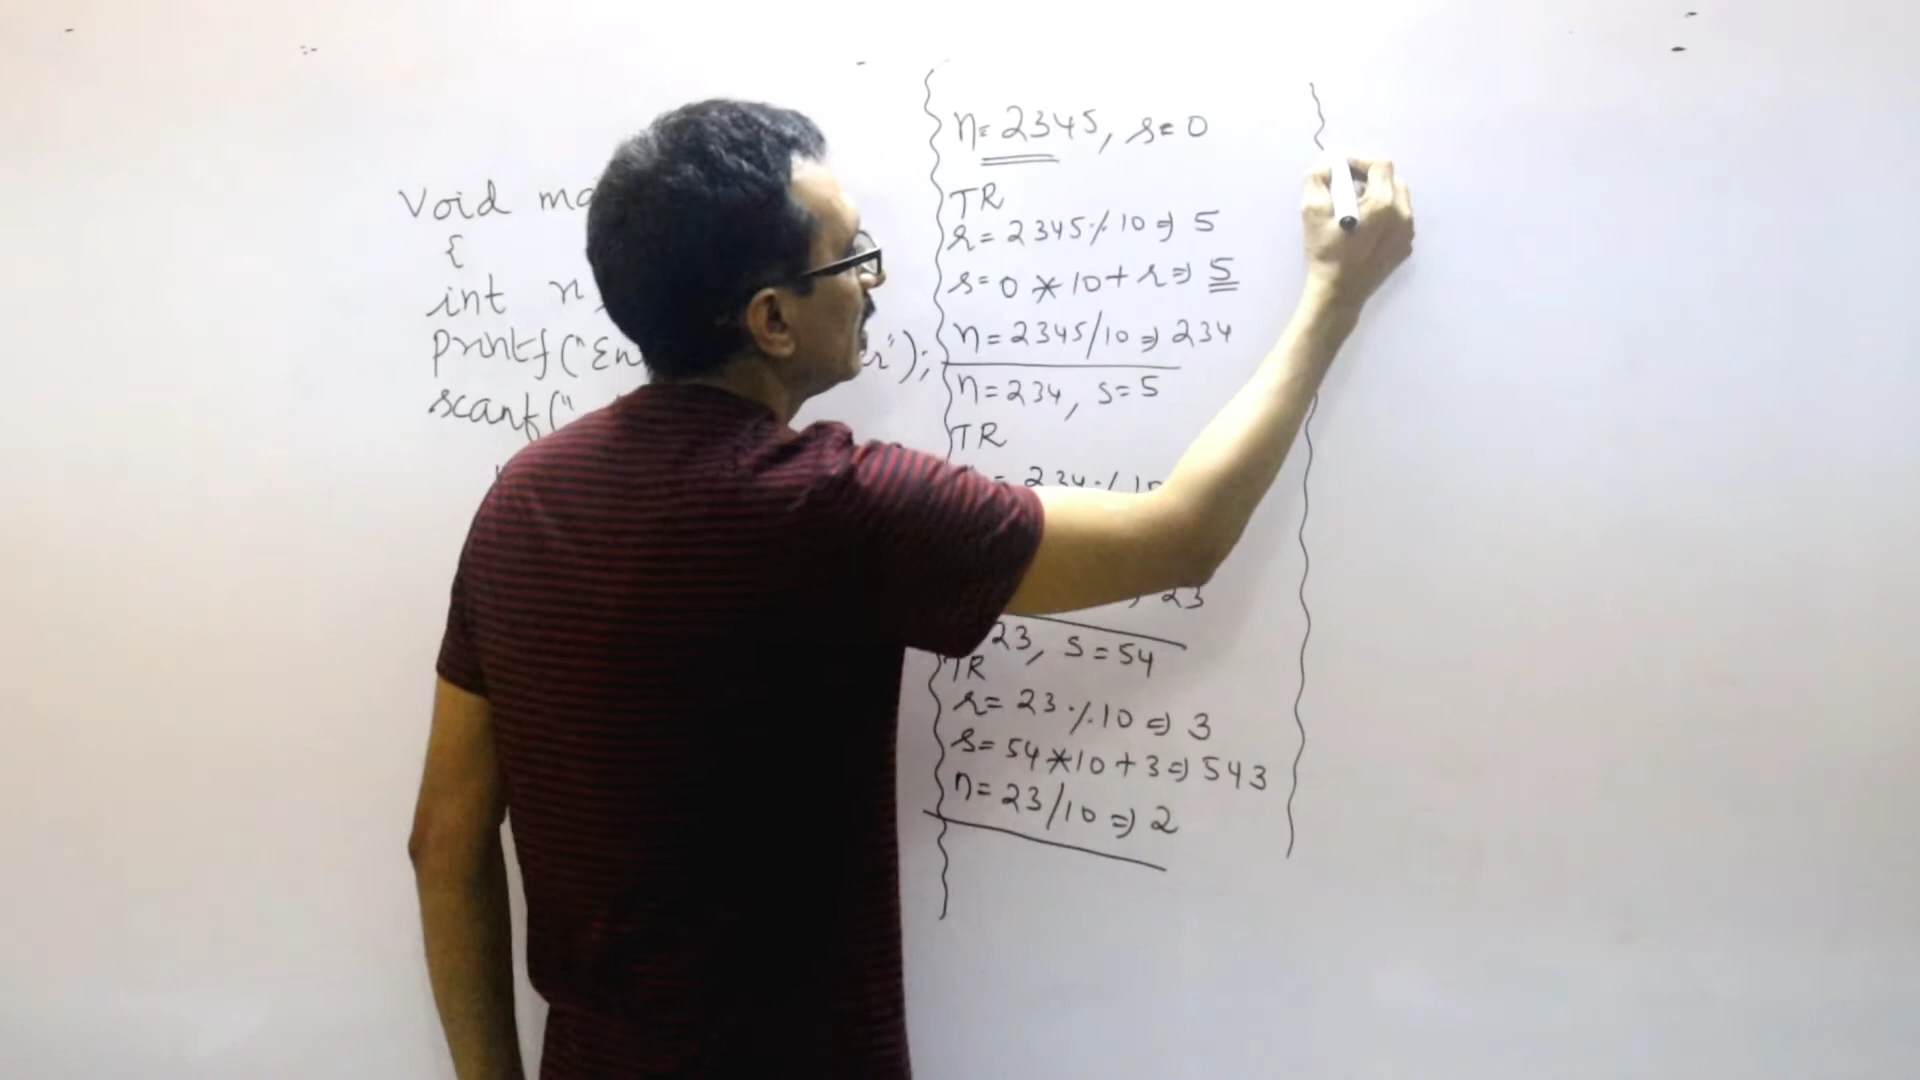 Void
{
int n
printf("En r");
scanf("
n=2345, s=0
TR
r=2345%10⇒5
s=0*10+r⇒5
n=2345/10⇒234
n=234, s=5
TR
= 234%10
23
23, s=54
TR
r=23%10⇒3
s=54*10+3⇒543
n=23/10⇒2